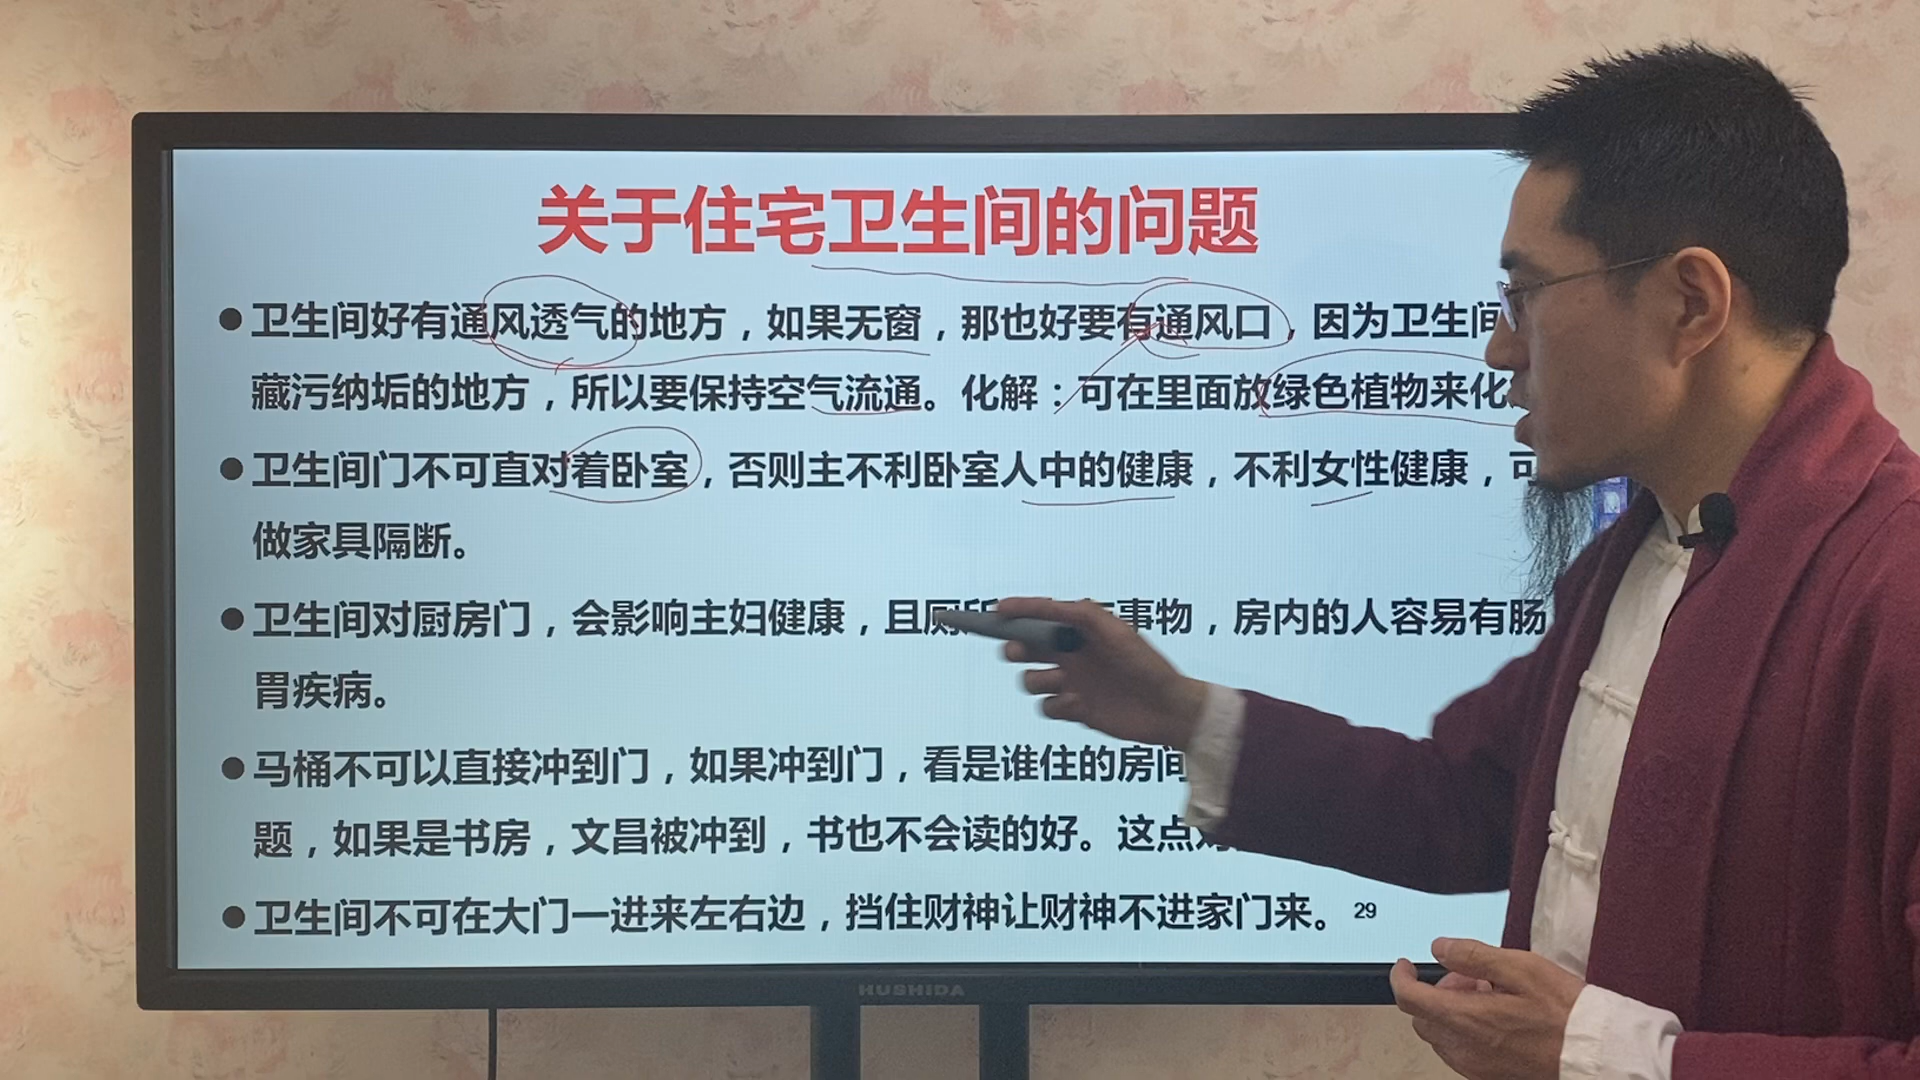 关于住宅卫生间的问题
●卫生间好有通风透气的地方，如果无窗，那也好要有通风口，因为卫生间
藏污纳垢的地方，所以要保持空气流通。化解：可在里面放绿色植物来化
●卫生间门不可直对着卧室，否则主不利卧室人中的健康，不利女性健康，可
做家具隔断。
●卫生间对厨房门，会影响主妇健康，且厕 事物，房内的人容易有肠
胃疾病。
●马桶不可以直接冲到门，如果冲到门，看是谁住的房间
题，如果是书房，文昌被冲到，书也不会读的好。这点
●卫生间不可在大门一进来左右边，挡住财神让财神不进家门来。 29
HUSHIDA